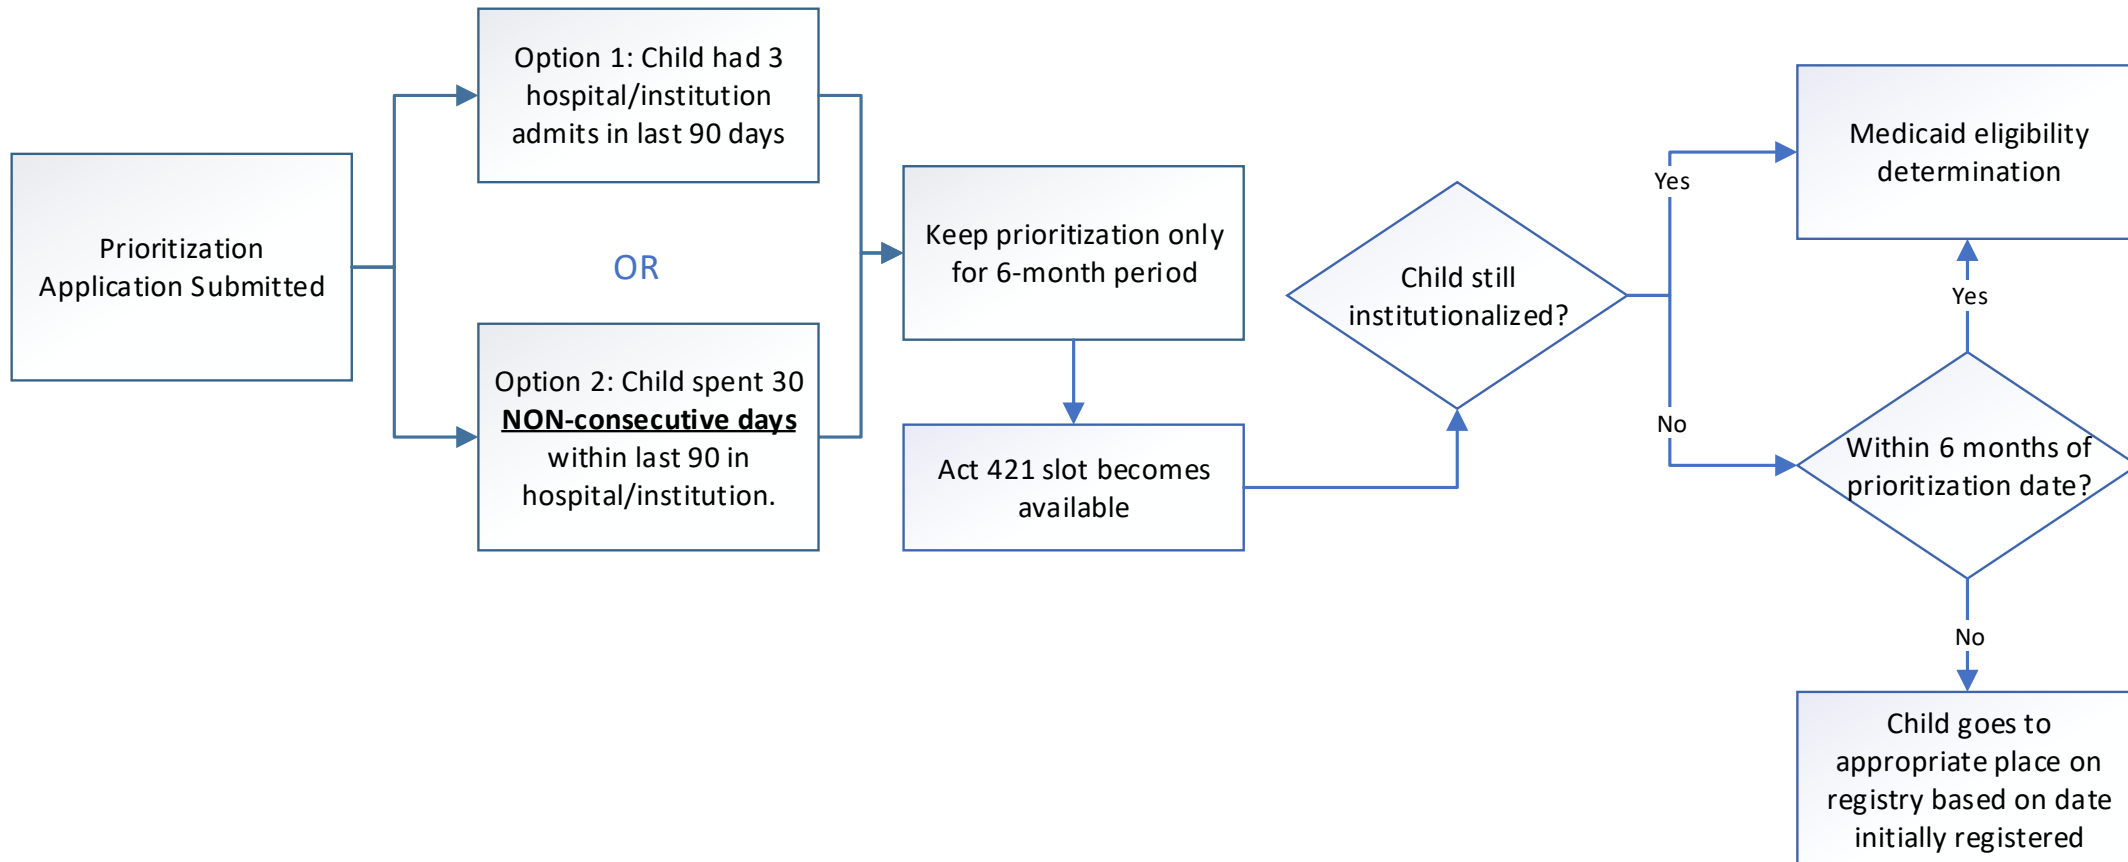 Prioritization
Application Submitted
Option 1: Child had 3
hospital/institution
admits in last 90 days
OR
Option 2: Child spent 30
NON-consecutive days
within last 90 in
hospital/institution.
Keep prioritization only
for 6-month period
Act 421 slot becomes
available
Child still
institutionalized?
Yes
No
Medicaid eligibility
determination
Yes
Within 6 months of
prioritization date?
No
Child goes to
appropriate place on
registry based on date
initially registered